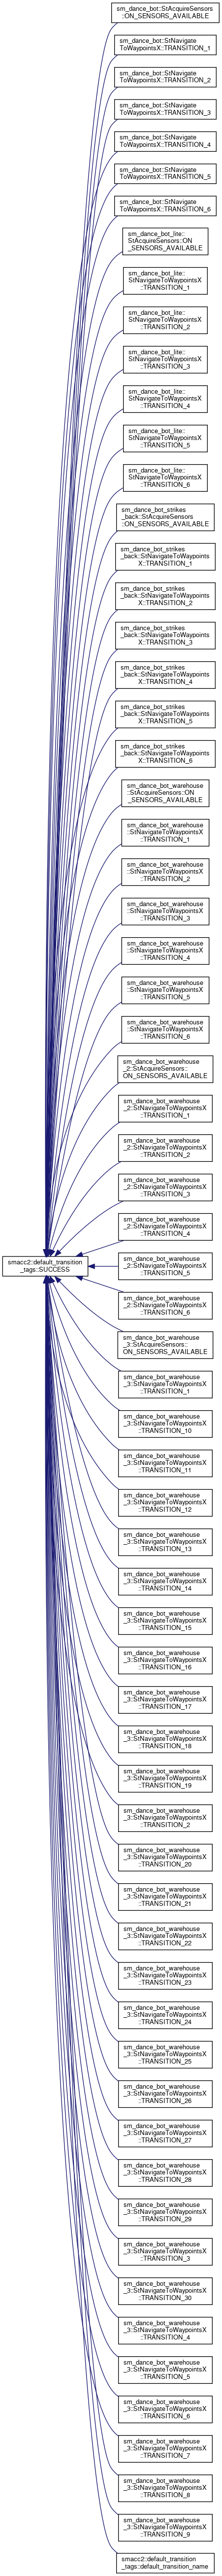 sm_dance_bot::StAcquireSensors
::ON_SENSORS_AVAILABLE
sm_dance_bot::StNavigate
ToWaypointsX::TRANSITION_1
sm_dance_bot::StNavigate
ToWaypointsX::TRANSITION_2
sm_dance_bot::StNavigate
ToWaypointsX::TRANSITION_3
sm_dance_bot::StNavigate
ToWaypointsX::TRANSITION_4
sm_dance_bot::StNavigate
ToWaypointsX::TRANSITION_5
sm_dance_bot::StNavigate
ToWaypointsX::TRANSITION_6
sm_dance_bot_lite::
StAcquireSensors::ON
_SENSORS_AVAILABLE
sm_dance_bot_lite::
StNavigateToWaypointsX
::TRANSITION_1
sm_dance_bot_lite::
StNavigateToWaypointsX
::TRANSITION_2
sm_dance_bot_lite::
StNavigateToWaypointsX
::TRANSITION_3
sm_dance_bot_lite::
StNavigateToWaypointsX
::TRANSITION_4
sm_dance_bot_lite::
StNavigateToWaypointsX
::TRANSITION_5
sm_dance_bot_lite::
StNavigateToWaypointsX
::TRANSITION_6
sm_dance_bot_strikes
_back::StAcquireSensors
::ON_SENSORS_AVAILABLE
sm_dance_bot_strikes
_back::StNavigateToWaypoints
X::TRANSITION_1
sm_dance_bot_strikes
_back::StNavigateToWaypoints
X::TRANSITION_2
sm_dance_bot_strikes
_back::StNavigateToWaypoints
X::TRANSITION_3
sm_dance_bot_strikes
_back::StNavigateToWaypoints
X::TRANSITION_4
sm_dance_bot_strikes
_back::StNavigateToWaypoints
X::TRANSITION_5
sm_dance_bot_strikes
_back::StNavigateToWaypoints
X::TRANSITION_6
sm_dance_bot_warehouse
::StAcquireSensors::ON
_SENSORS_AVAILABLE
sm_dance_bot_warehouse
::StNavigateToWaypointsX
::TRANSITION_1
sm_dance_bot_warehouse
::StNavigateToWaypointsX
::TRANSITION_2
sm_dance_bot_warehouse
::StNavigateToWaypointsX
::TRANSITION_3
sm_dance_bot_warehouse
::StNavigateToWaypointsX
::TRANSITION_4
sm_dance_bot_warehouse
::StNavigateToWaypointsX
::TRANSITION_5
sm_dance_bot_warehouse
::StNavigateToWaypointsX
::TRANSITION_6
sm_dance_bot_warehouse
_2::StAcquireSensors::
ON_SENSORS_AVAILABLE
sm_dance_bot_warehouse
_2::StNavigateToWaypointsX
::TRANSITION_1
sm_dance_bot_warehouse
_2::StNavigateToWaypointsX
::TRANSITION_2
sm_dance_bot_warehouse
_2::StNavigateToWaypointsX
::TRANSITION_3
sm_dance_bot_warehouse
_2::StNavigateToWaypointsX
::TRANSITION_4
smacc2::default_transition
_tags::SUCCESS
sm_dance_bot_warehouse
_2::StNavigateToWaypointsX
::TRANSITION_5
sm_dance_bot_warehouse
_2::StNavigateToWaypointsX
::TRANSITION_6
sm_dance_bot_warehouse
_3::StAcquireSensors::
ON_SENSORS_AVAILABLE
sm_dance_bot_warehouse
_3::StNavigateToWaypointsX
::TRANSITION_1
sm_dance_bot_warehouse
_3::StNavigateToWaypointsX
::TRANSITION_10
sm_dance_bot_warehouse
_3::StNavigateToWaypointsX
::TRANSITION_11
sm_dance_bot_warehouse
_3::StNavigateToWaypointsX
::TRANSITION_12
sm_dance_bot_warehouse
_3::StNavigateToWaypointsX
::TRANSITION_13
sm_dance_bot_warehouse
_3::StNavigateToWaypointsX
::TRANSITION_14
sm_dance_bot_warehouse
_3::StNavigateToWaypointsX
::TRANSITION_15
sm_dance_bot_warehouse
_3::StNavigateToWaypointsX
::TRANSITION_16
sm_dance_bot_warehouse
_3::StNavigateToWaypointsX
::TRANSITION_17
sm_dance_bot_warehouse
_3::StNavigateToWaypointsX
::TRANSITION_18
sm_dance_bot_warehouse
_3::StNavigateToWaypointsX
::TRANSITION_19
sm_dance_bot_warehouse
_3::StNavigateToWaypointsX
::TRANSITION_2
sm_dance_bot_warehouse
_3::StNavigateToWaypointsX
::TRANSITION_20
sm_dance_bot_warehouse
_3::StNavigateToWaypointsX
::TRANSITION_21
sm_dance_bot_warehouse
_3::StNavigateToWaypointsX
::TRANSITION_22
sm_dance_bot_warehouse
_3::StNavigateToWaypointsX
::TRANSITION_23
sm_dance_bot_warehouse
_3::StNavigateToWaypointsX
::TRANSITION_24
sm_dance_bot_warehouse
_3::StNavigateToWaypointsX
::TRANSITION_25
sm_dance_bot_warehouse
_3::StNavigateToWaypointsX
::TRANSITION_26
sm_dance_bot_warehouse
_3::StNavigateToWaypointsX
::TRANSITION_27
sm_dance_bot_warehouse
_3::StNavigateToWaypointsX
::TRANSITION_28
sm_dance_bot_warehouse
_3::StNavigateToWaypointsX
::TRANSITION_29
sm_dance_bot_warehouse
_3::StNavigateToWaypointsX
::TRANSITION_3
sm_dance_bot_warehouse
_3::StNavigateToWaypointsX
::TRANSITION_30
sm_dance_bot_warehouse
_3::StNavigateToWaypointsX
::TRANSITION_4
sm_dance_bot_warehouse
_3::StNavigateToWaypointsX
::TRANSITION_5
sm_dance_bot_warehouse
_3::StNavigateToWaypointsX
::TRANSITION_6
sm_dance_bot_warehouse
_3::StNavigateToWaypointsX
::TRANSITION_7
sm_dance_bot_warehouse
_3::StNavigateToWaypointsX
::TRANSITION_8
sm_dance_bot_warehouse
_3::StNavigateToWaypointsX
::TRANSITION_9
smacc2::default_transition
_tags::default_transition_name